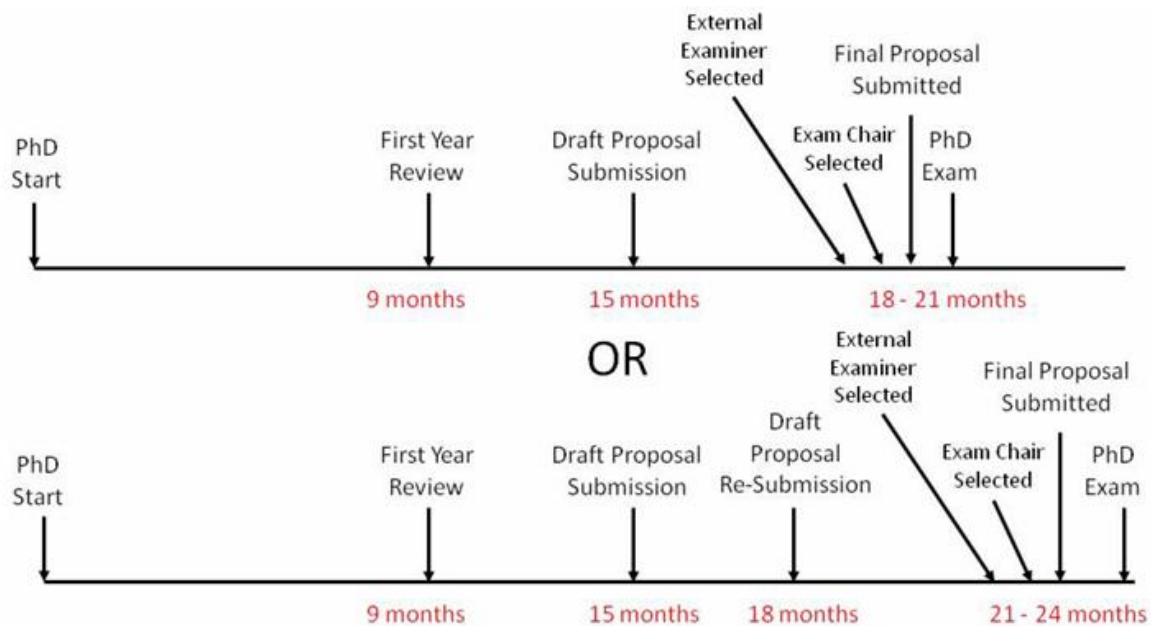 External
Examiner
Selected
Final Proposal
Submitted
PhD
Start
First Year
Review
Draft Proposal
Submission
Exam Chair
Selected
PhD
Exam
9 months
15 months
18 - 21 months
OR
External
Examiner
Selected
Final Proposal
Submitted
Draft
Proposal
Re-Submission
PhD
Start
First Year
Review
Draft Proposal
Submission
Exam Chair
Selected
PhD
Exam
9 months
15 months
18 months
21 - 24 months